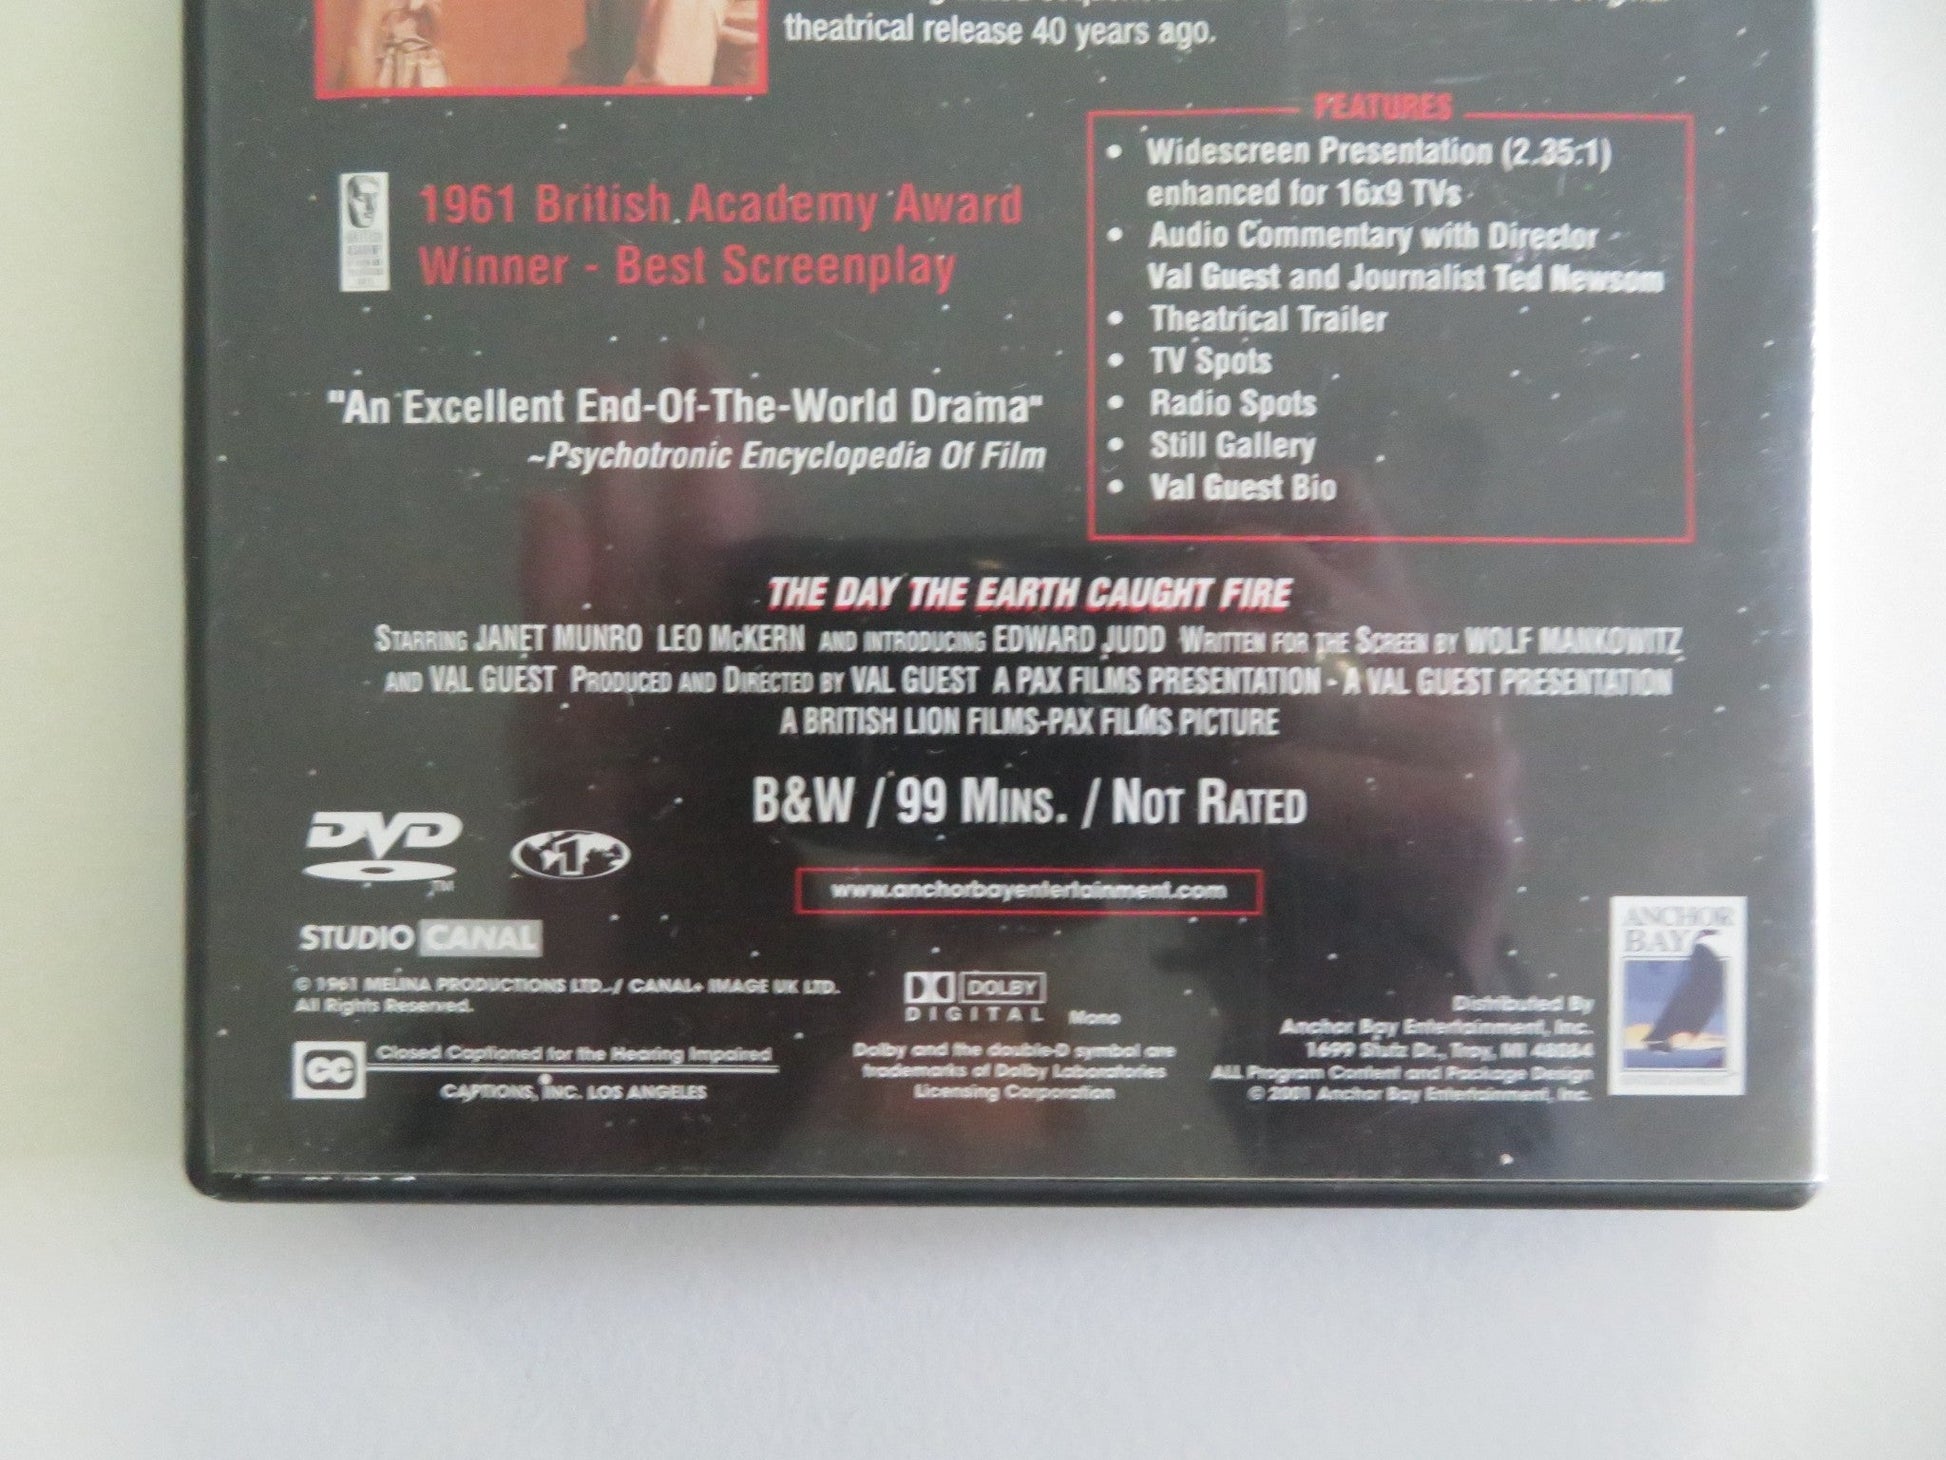 theatrical release 40 years ago.
FEATURES
• Widescreen Presentation (2.35:1)
enhanced for 16x9 TVs
• Audio Commentary with Director
Val Guest and Journalist Ted Newsom
• Theatrical Trailer
• TV Spots
• Radio Spots
• Still Gallery
• Val Guest Bio
1961 British Academy Award
Winner - Best Screenplay
"An Excellent End-Of-The-World Drama"
~Psychotronic Encyclopedia Of Film
THE DAY THE EARTH CAUGHT FIRE
STARRING JANET MUNRO LEO McKERN AND INTRODUCING EDWARD JUDD WRITTEN FOR THE SCREEN BY WOLF MANKOWITZ
AND VAL GUEST PRODUCED AND DIRECTED BY VAL GUEST A PAX FILMS PRESENTATION - A VAL GUEST PRESENTATION
A BRITISH LION FILMS-PAX FILMS PICTURE
B&W / 99 MINS. / NOT RATED
DVD
TM
1
www.anchorbayentertainment.com
STUDIO CANAL
© 1961 MELINA PRODUCTIONS LTD. / CANAL+ IMAGE UK LTD.
All Rights Reserved.
CC
Closed Captioned for the Hearing Impaired
CAPTIONS, INC. LOS ANGELES
DOLBY
DIGITAL Mono
Dolby and the double-D symbol are
trademarks of Dolby Laboratories
Licensing Corporation
Distributed By
Anchor Bay Entertainment, Inc.
1699 Stutz Dr., Troy, MI 48084
ALL Program Content and Package Design
© 2001 Anchor Bay Entertainment, Inc.
ANCHOR
BAY